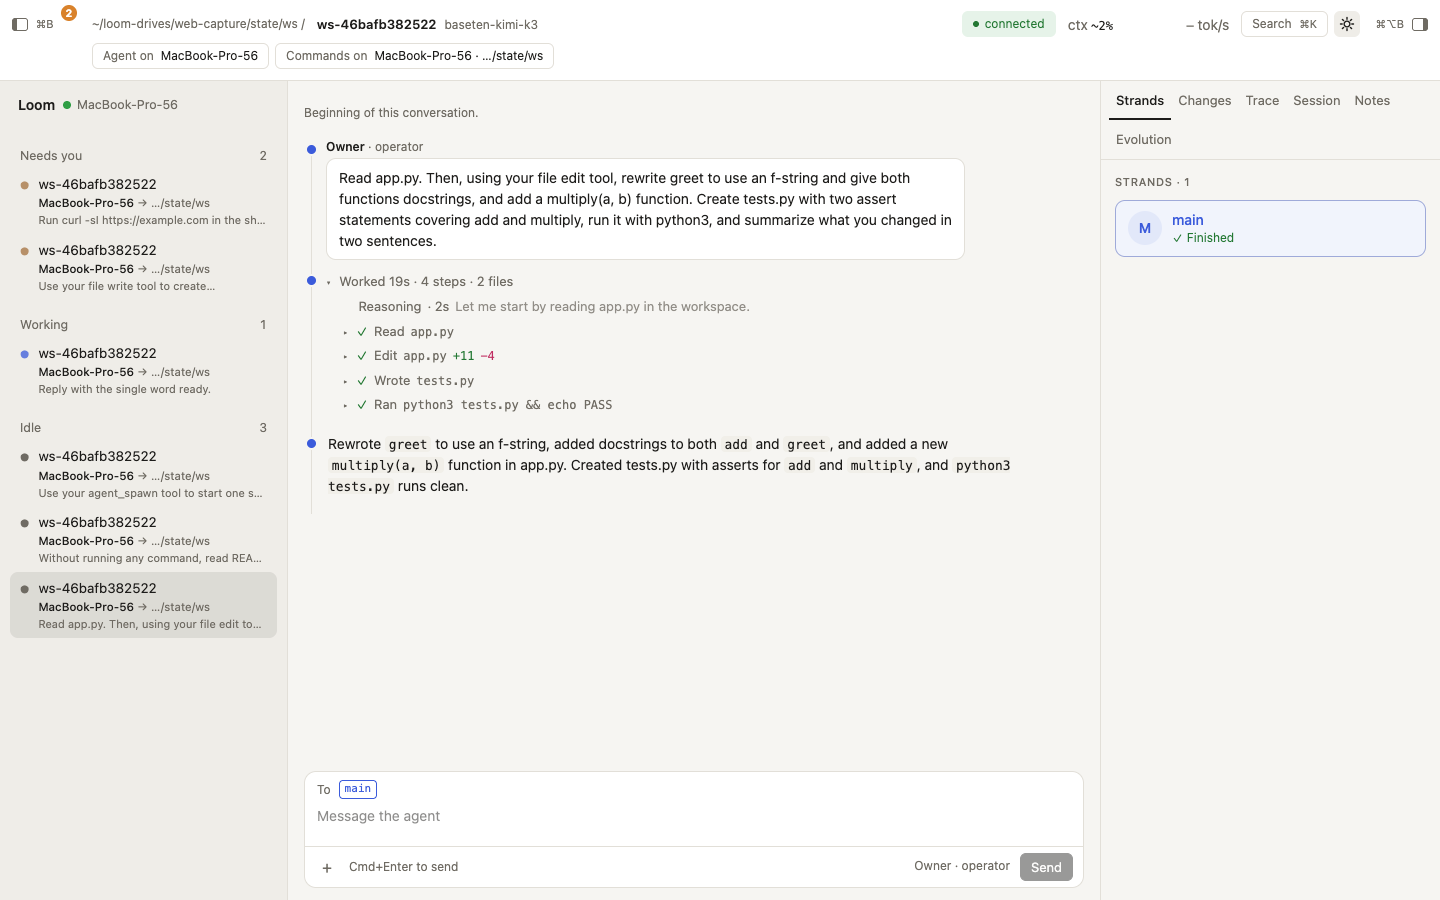 ⌘B
2
~/loom-drives/web-capture/state/ws / ws-46bafb382522 baseten-kimi-k3
connected
ctx ~2%
– tok/s
Search ⌘K
⌘⌥B
Agent on MacBook-Pro-56
Commands on MacBook-Pro-56 · .../state/ws
Loom MacBook-Pro-56
Needs you 2
ws-46bafb382522
MacBook-Pro-56 → .../state/ws
Run curl -sI https://example.com in the sh...
ws-46bafb382522
MacBook-Pro-56 → .../state/ws
Use your file write tool to create...
Working 1
ws-46bafb382522
MacBook-Pro-56 → .../state/ws
Reply with the single word ready.
Idle 3
ws-46bafb382522
MacBook-Pro-56 → .../state/ws
Use your agent_spawn tool to start one s...
ws-46bafb382522
MacBook-Pro-56 → .../state/ws
Without running any command, read REA...
ws-46bafb382522
MacBook-Pro-56 → .../state/ws
Read app.py. Then, using your file edit to...
Beginning of this conversation.
Owner · operator
Read app.py. Then, using your file edit tool, rewrite greet to use an f-string and give both
functions docstrings, and add a multiply(a, b) function. Create tests.py with two assert
statements covering add and multiply, run it with python3, and summarize what you changed in
two sentences.
Worked 19s · 4 steps · 2 files
Reasoning · 2s Let me start by reading app.py in the workspace.
✓ Read app.py
✓ Edit app.py +11 −4
✓ Wrote tests.py
✓ Ran python3 tests.py && echo PASS
Rewrote greet to use an f-string, added docstrings to both add and greet, and added a new
multiply(a, b) function in app.py. Created tests.py with asserts for add and multiply, and python3
tests.py runs clean.
To main
Message the agent
+ Cmd+Enter to send
Owner · operator
Send
Strands Changes Trace Session Notes
Evolution
STRANDS · 1
M
main
✓ Finished